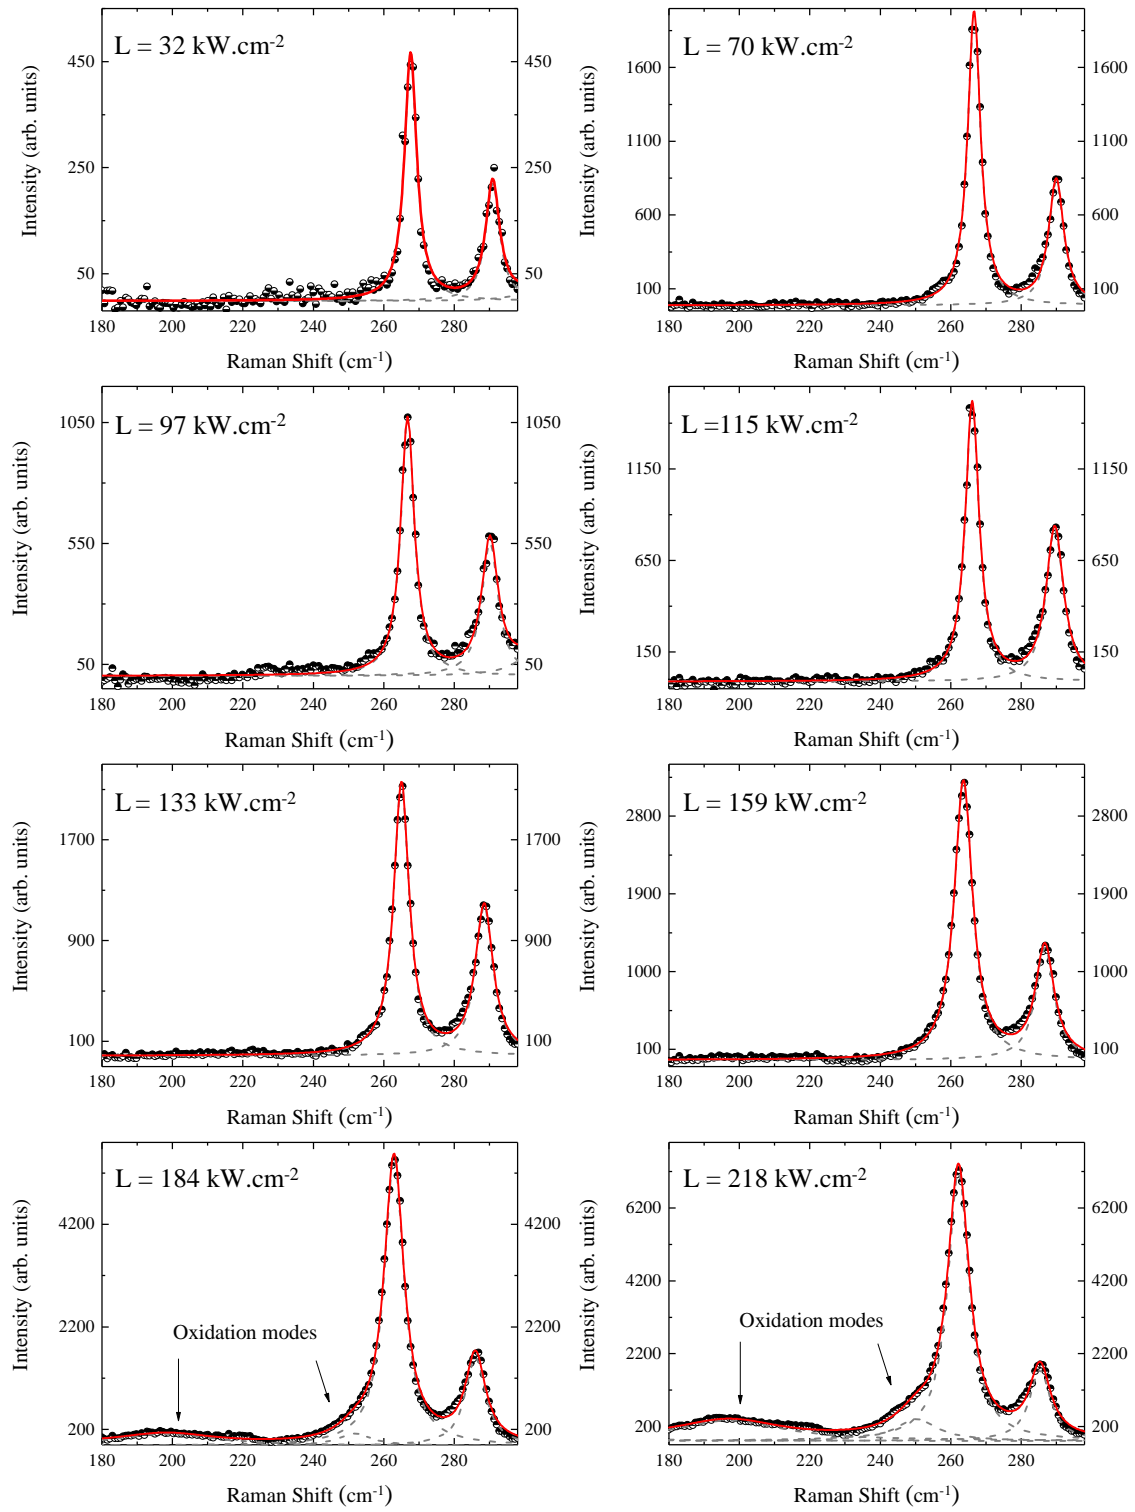 L = 32 kW.cm-2
450
250
50
450
250
50
Intensity (arb. units)
180 200 220 240 260 280
Raman Shift (cm-1)
L = 70 kW.cm-2
1600
1100
600
100
1600
1100
600
100
Intensity (arb. units)
180 200 220 240 260 280
Raman Shift (cm-1)
L = 97 kW.cm-2
1050
550
50
1050
550
50
Intensity (arb. units)
180 200 220 240 260 280
Raman Shift (cm-1)
L =115 kW.cm-2
1150
650
150
1150
650
150
Intensity (arb. units)
180 200 220 240 260 280
Raman Shift (cm-1)
L = 133 kW.cm-2
1700
900
100
1700
900
100
Intensity (arb. units)
180 200 220 240 260 280
Raman Shift (cm-1)
L = 159 kW.cm-2
2800
1900
1000
100
2800
1900
1000
100
Intensity (arb. units)
180 200 220 240 260 280
Raman Shift (cm-1)
L = 184 kW.cm-2
4200
2200
200
4200
2200
200
Oxidation modes
Intensity (arb. units)
180 200 220 240 260 280
Raman Shift (cm-1)
L = 218 kW.cm-2
6200
4200
2200
200
6200
4200
2200
200
Oxidation modes
Intensity (arb. units)
180 200 220 240 260 280
Raman Shift (cm-1)